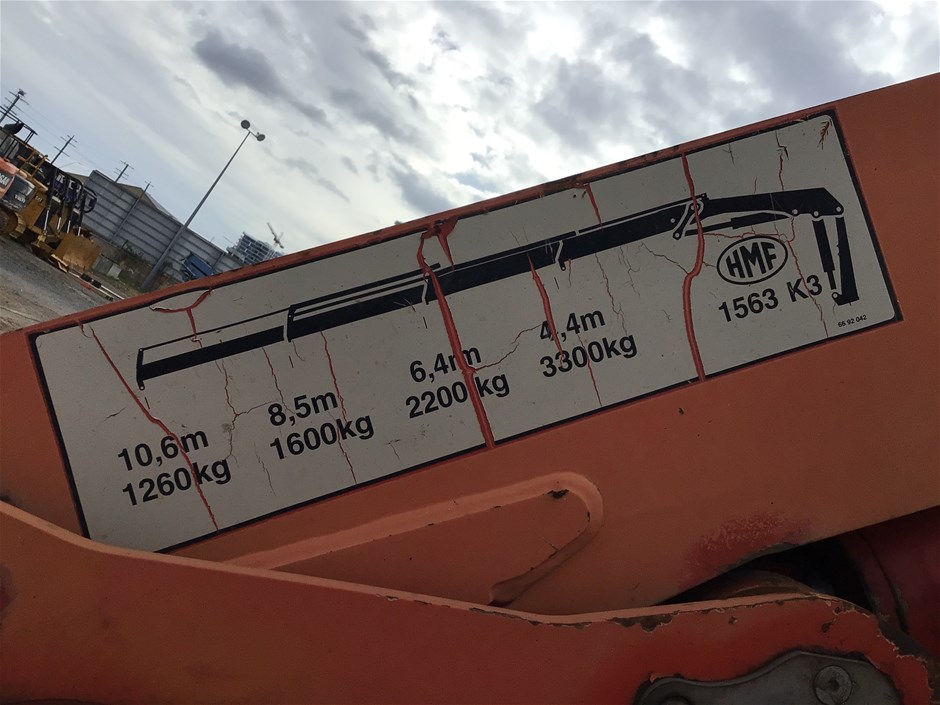 10,6m
1260kg
8,5m
1600kg
6,4m
2200kg
4,4m
3300kg
HMF
1563 K3
66 92 042